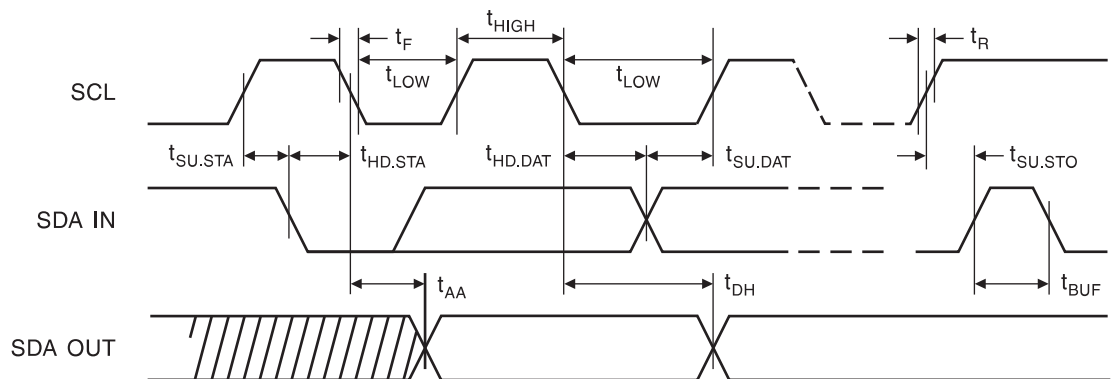 tF
tHIGH
tR
tLOW
tLOW
SCL
tSU.STA
tHD.STA
tHD.DAT
tSU.DAT
tSU.STO
SDA IN
tAA
tDH
tBUF
SDA OUT